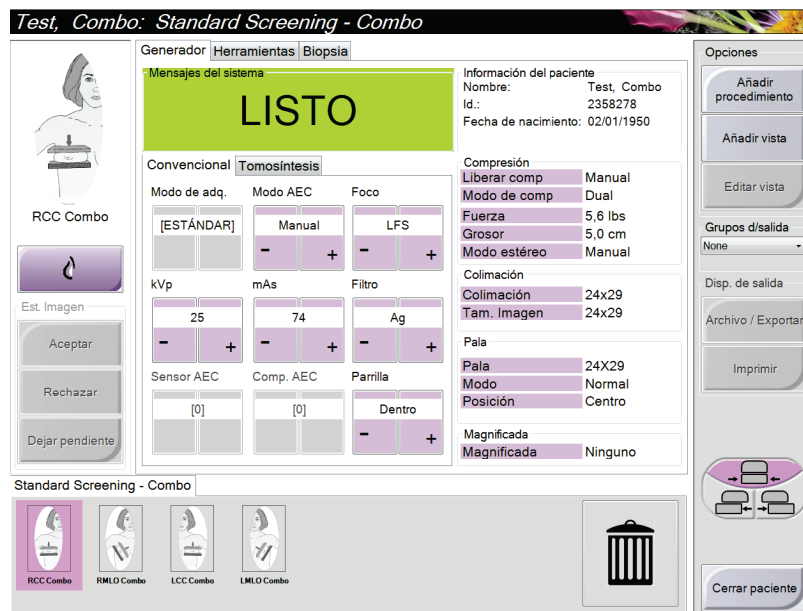 Test, Combo: Standard Screening - Combo
RCC Combo
Est. Imagen
Aceptar
Rechazar
Dejar pendiente
Generador Herramientas Biopsia
Mensajes del sistema
LISTO
Información del paciente
Nombre: Test, Combo
Id.: 2358278
Fecha de nacimiento: 02/01/1950
Convencional Tomosíntesis
Modo de adq. Modo AEC Foco
[ESTÁNDAR] Manual LFS
- + - +
kVp mAs Filtro
25 74 Ag
- + - + - +
Sensor AEC Comp. AEC Parrilla
[0] [0] Dentro
- +
Compresión
Liberar comp Manual
Modo de comp Dual
Fuerza 5,6 lbs
Grosor 5,0 cm
Modo estéreo Manual
Colimación
Colimación 24x29
Tam. Imagen 24x29
Pala
Pala 24X29
Modo Normal
Posición Centro
Magnificada
Magnificada Ninguno
Opciones
Añadir
procedimiento
Añadir vista
Editar vista
Grupos d/salida
None
Disp. de salida
Archivo / Exportar
Imprimir
Cerrar paciente
Standard Screening - Combo
RCC Combo RMLO Combo LCC Combo LMLO Combo